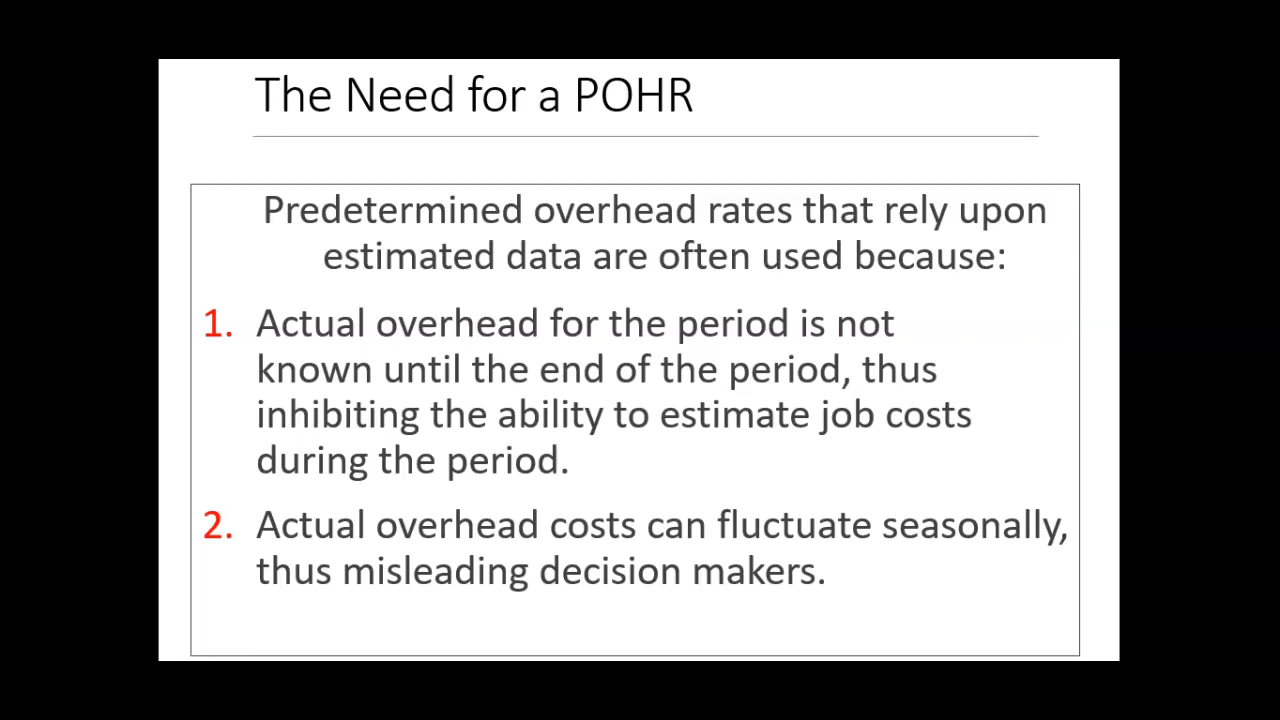 The Need for a POHR
Predetermined overhead rates that rely upon
estimated data are often used because:
1. Actual overhead for the period is not
known until the end of the period, thus
inhibiting the ability to estimate job costs
during the period.
2. Actual overhead costs can fluctuate seasonally,
thus misleading decision makers.